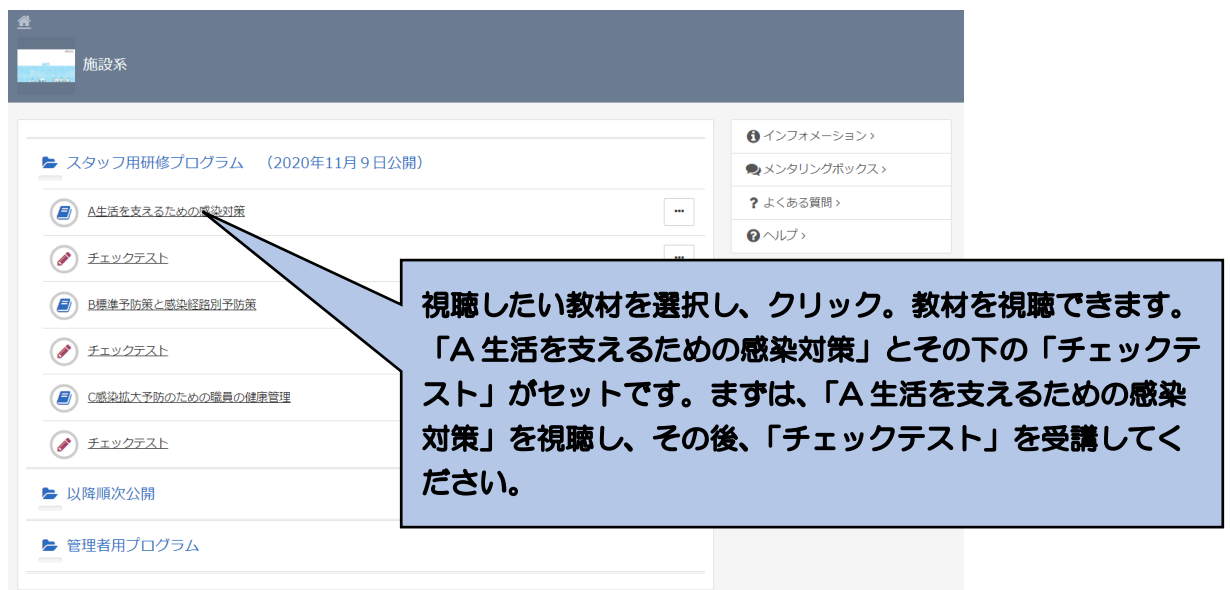 施設系
スタッフ用研修プログラム （2020年11月9日公開）
A生活を支えるための感染対策
チェックテスト
B標準予防策と感染経路別予防策
チェックテスト
C感染拡大予防のための職員の健康管理
チェックテスト
以降順次公開
管理者用プログラム
インフォメーション
メンタリングボックス
よくある質問
ヘルプ
視聴したい教材を選択し、クリック。教材を視聴できます。
「A 生活を支えるための感染対策」とその下の「チェックテ
スト」がセットです。まずは、「A 生活を支えるための感染
対策」を視聴し、その後、「チェックテスト」を受講してく
ださい。